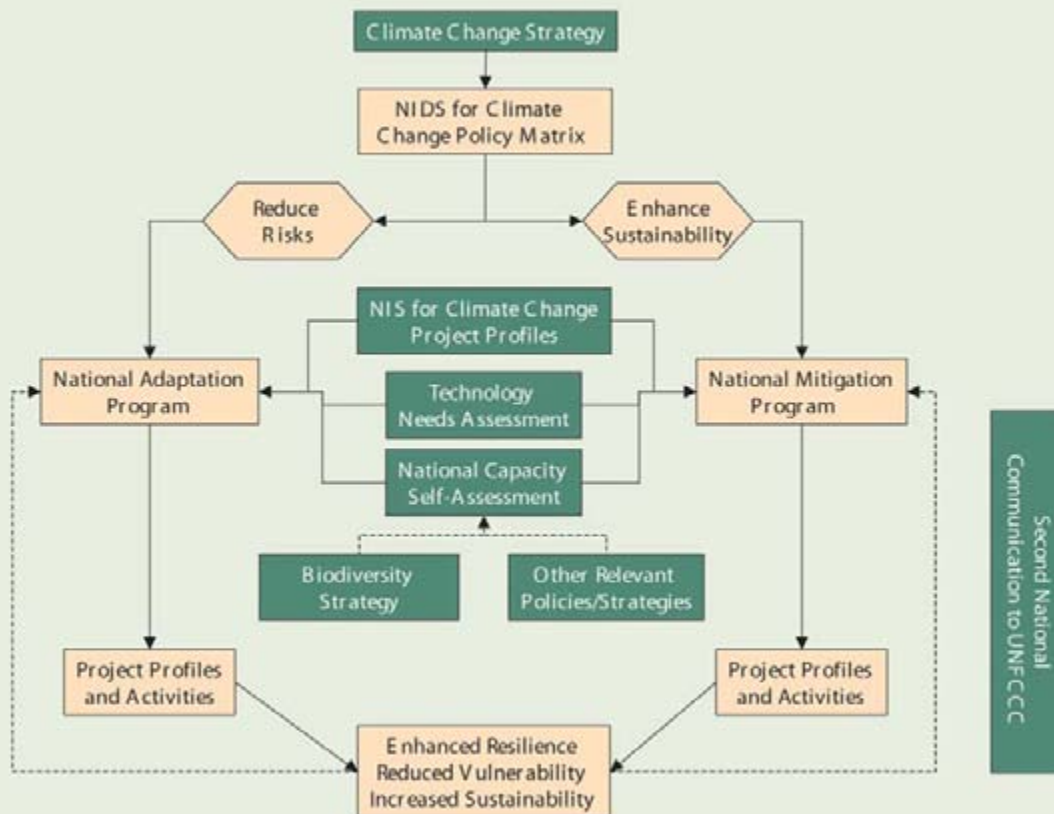 Climate Change Strategy
NIDS for Climate
Change Policy Matrix
Reduce
Risks
Enhance
Sustainability
NIS for Climate Change
Project Profiles
National Adaptation
Program
Technology
Needs Assessment
National Mitigation
Program
National Capacity
Self-Assessment
Biodiversity
Strategy
Other Relevant
Policies/Strategies
Project Profiles
and Activities
Project Profiles
and Activities
Enhanced Resilience
Reduced Vulnerability
Increased Sustainability
Second National
Communication to UNFCCC